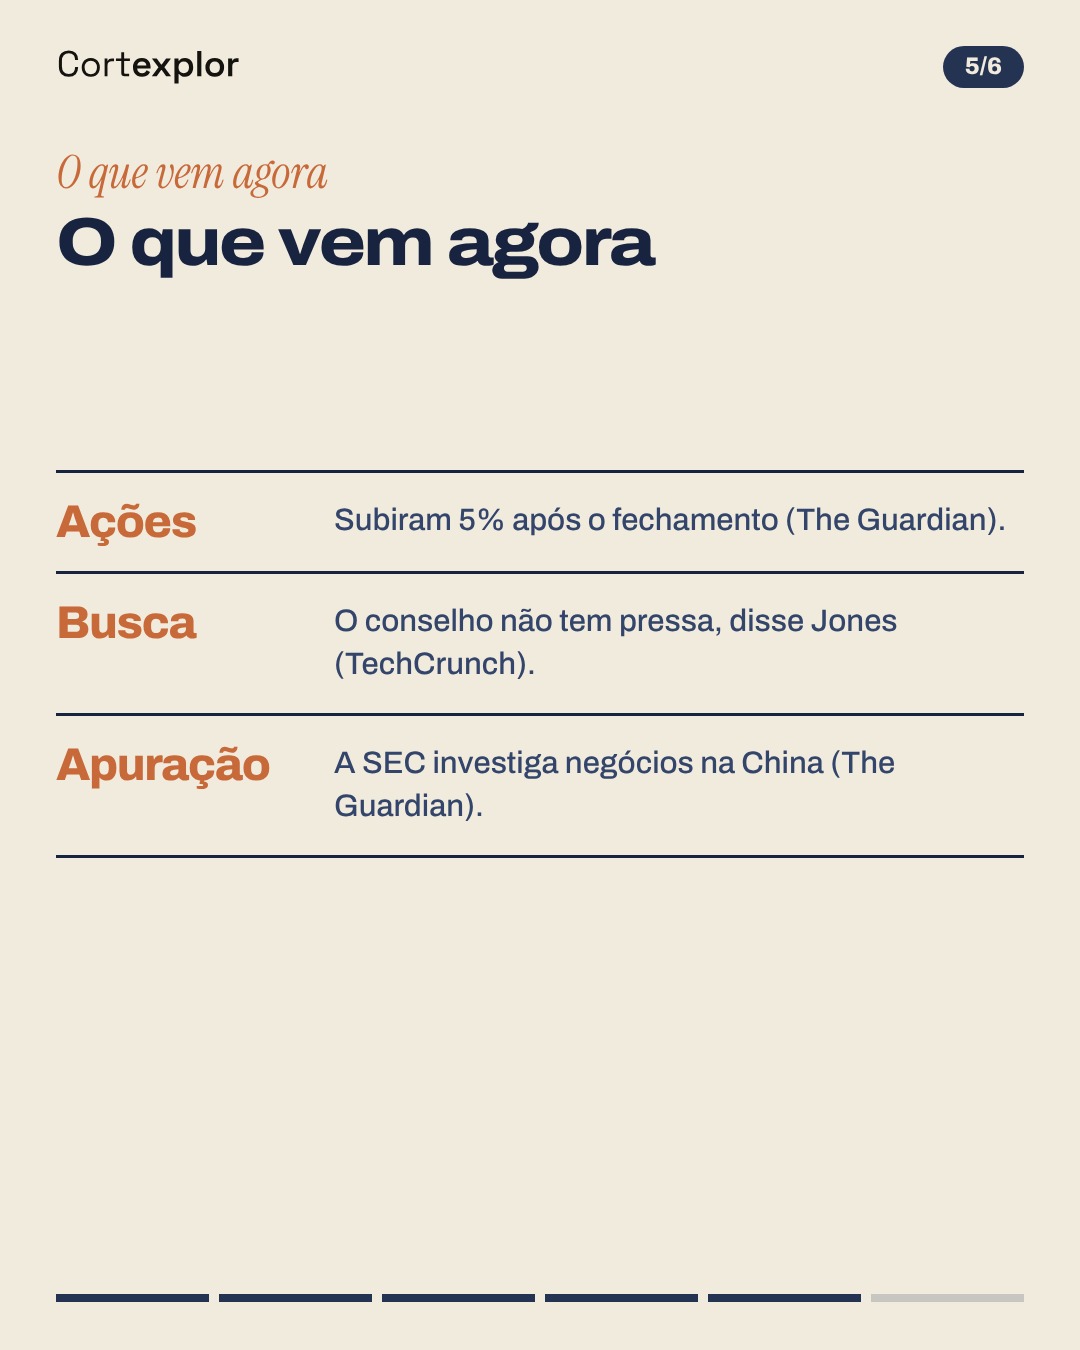 Cortexplor
5/6
O que vem agora
O que vem agora
Ações
Subiram 5% após o fechamento (The Guardian).
Busca
O conselho não tem pressa, disse Jones
(TechCrunch).
Apuração
A SEC investiga negócios na China (The
Guardian).